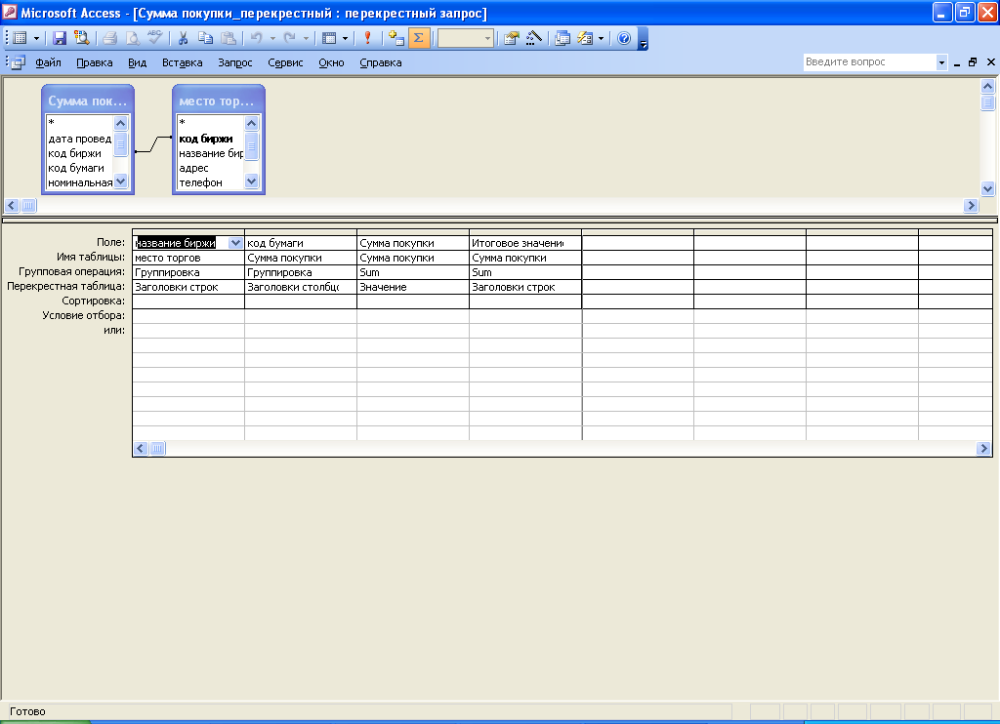 Microsoft Access - [Сумма покупки_перекрестный : перекрестный запрос]
Файл Правка Вид Вставка Запрос Сервис Окно Справка Введите вопрос
Сумма пок... место тор...
* *
дата провед код биржи
код биржи название бир
код бумаги адрес
номинальная телефон
Поле: название биржи код бумаги Сумма покупки Итоговое значени
Имя таблицы: место торгов Сумма покупки Сумма покупки Сумма покупки
Групповая операция: Группировка Группировка Sum Sum
Перекрестная таблица: Заголовки строк Заголовки столбц Значение Заголовки строк
Сортировка:
Условие отбора:
или:
Готово